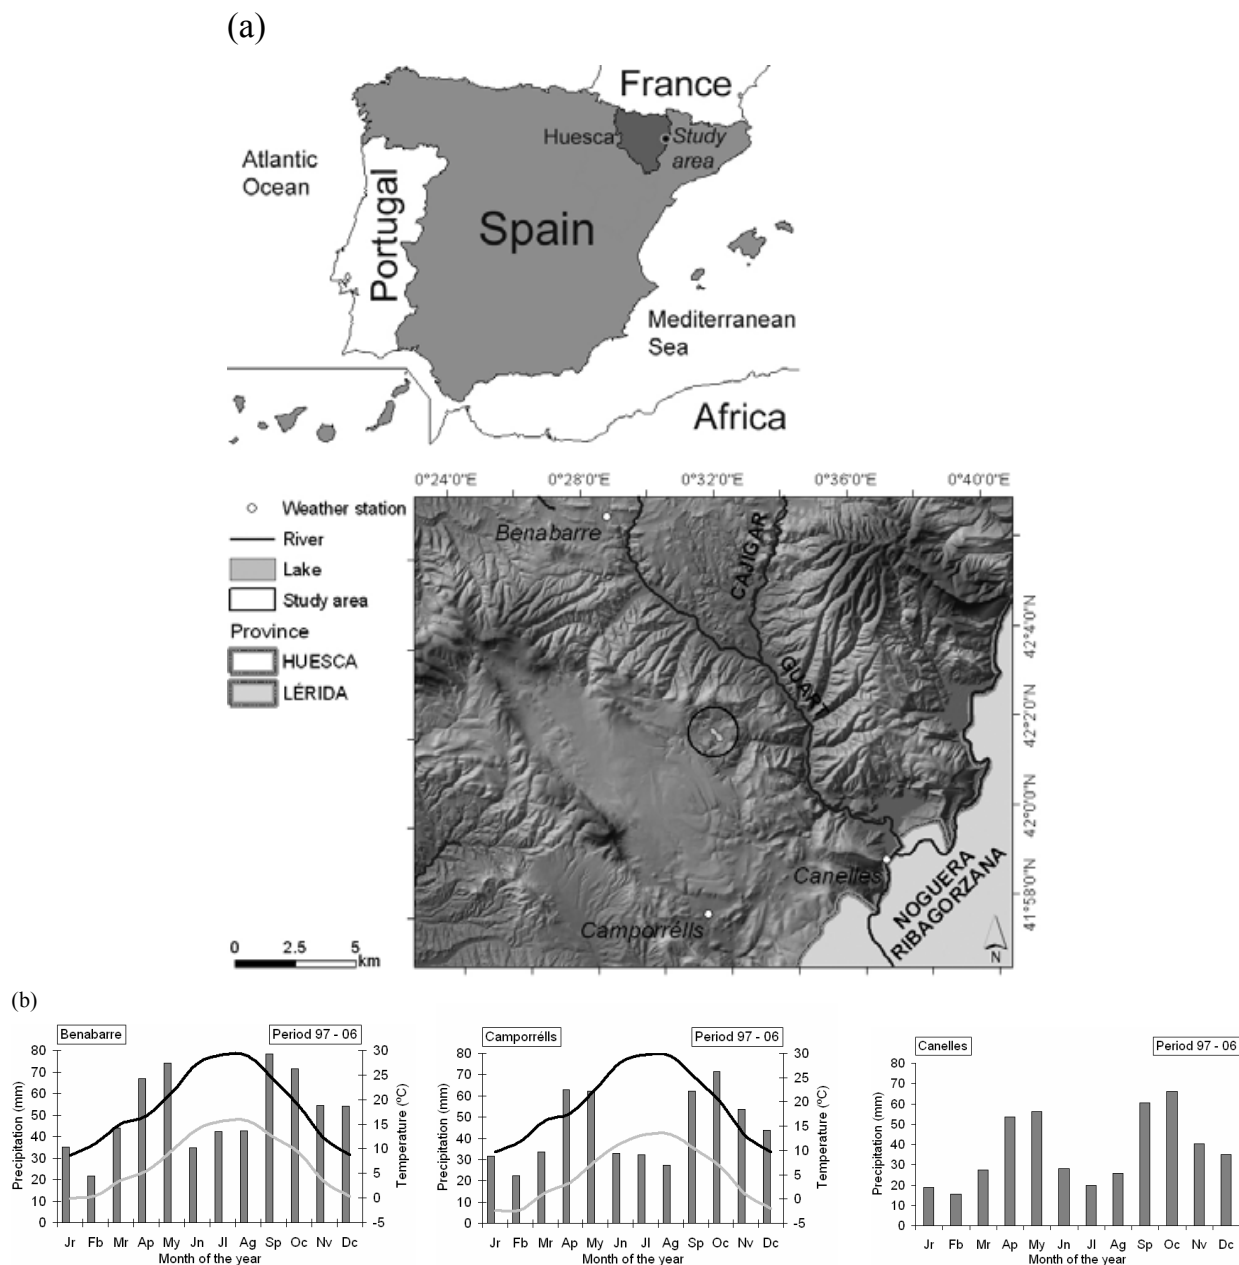 (a)
France
Huesca
Study
area
Atlantic
Ocean
Portugal
Spain
Mediterranean
Sea
Africa
0°24'0"E 0°28'0"E 0°32'0"E 0°36'0"E 0°40'0"E
Weather station
River
Lake
Study area
Province
HUESCA
LÉRIDA
Benabarre
CAJIGAR
GUART
42°4'0"N
42°2'0"N
42°0'0"N
41°58'0"N
Canelles
Camporrélls
NOGUERA
RIBAGORZANA
N
0 2.5 5
km
(b)
Benabarre Period 97 - 06
Precipitation (mm)
80
70
60
50
40
30
20
10
0
30
25
20
15
10
5
0
-5
Temperature (ºC)
Jr Fb Mr Ap My Jn Jl Ag Sp Oc Nv Dc
Month of the year
Camporrélls Period 97 - 06
Precipitation (mm)
80
70
60
50
40
30
20
10
0
30
25
20
15
10
5
0
-5
Temperature (ºC)
Jr Fb Mr Ap My Jn Jl Ag Sp Oc Nv Dc
Month of the year
Canelles Period 97 - 06
Precipitation (mm)
80
70
60
50
40
30
20
10
0
Jr Fb Mr Ap My Jn Jl Ag Sp Oc Nv Dc
Month of the year